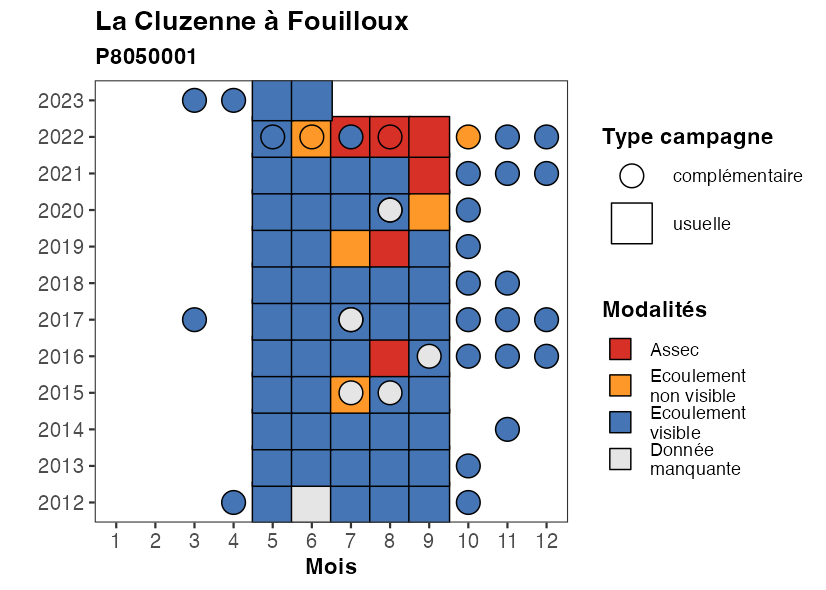 La Cluzenne à Fouilloux
P8050001
2023
2022
2021
2020
2019
2018
2017
2016
2015
2014
2013
2012
1 2 3 4 5 6 7 8 9 10 11 12
Mois
Type campagne
complémentaire
usuelle
Modalités
Assec
Ecoulement
non visible
Ecoulement
visible
Donnée
manquante